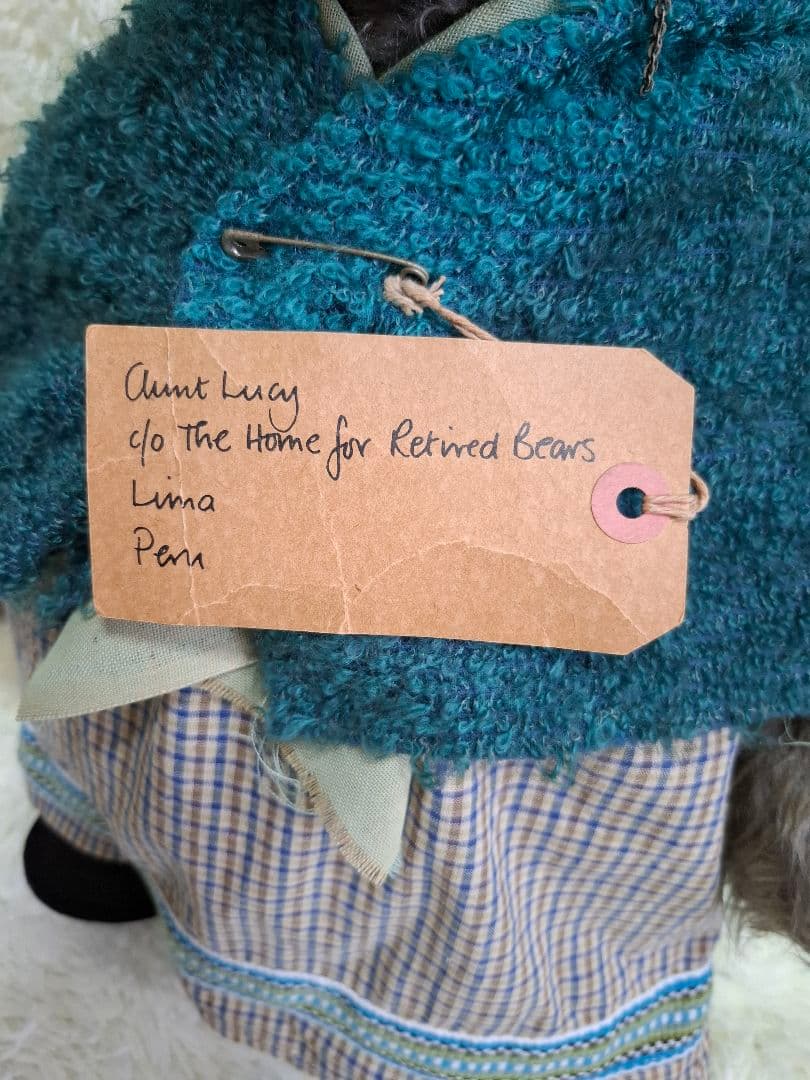 Aunt Lucy
c/o The Home for Retired Bears
Lima
Peru